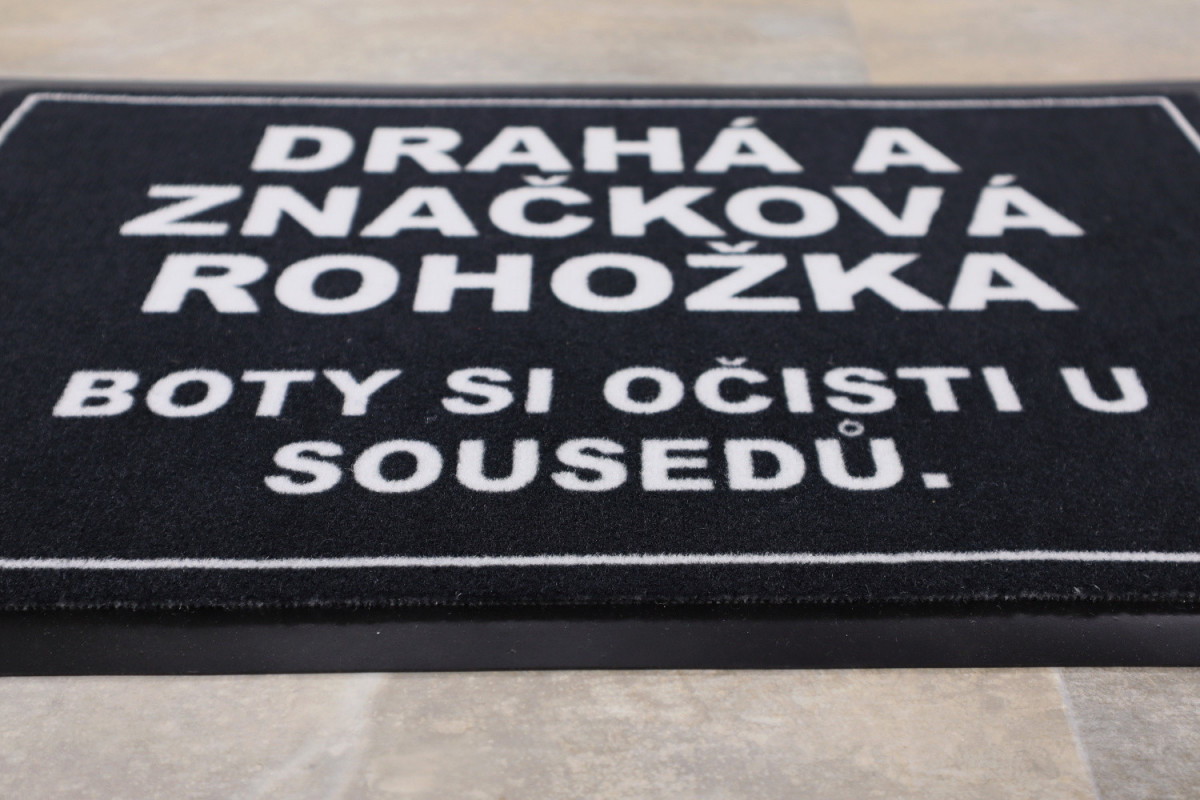 DRAHÁ A
ZNAČKOVÁ
ROHOŽKA
BOTY SI OČISTI U
SOUSEDŮ.